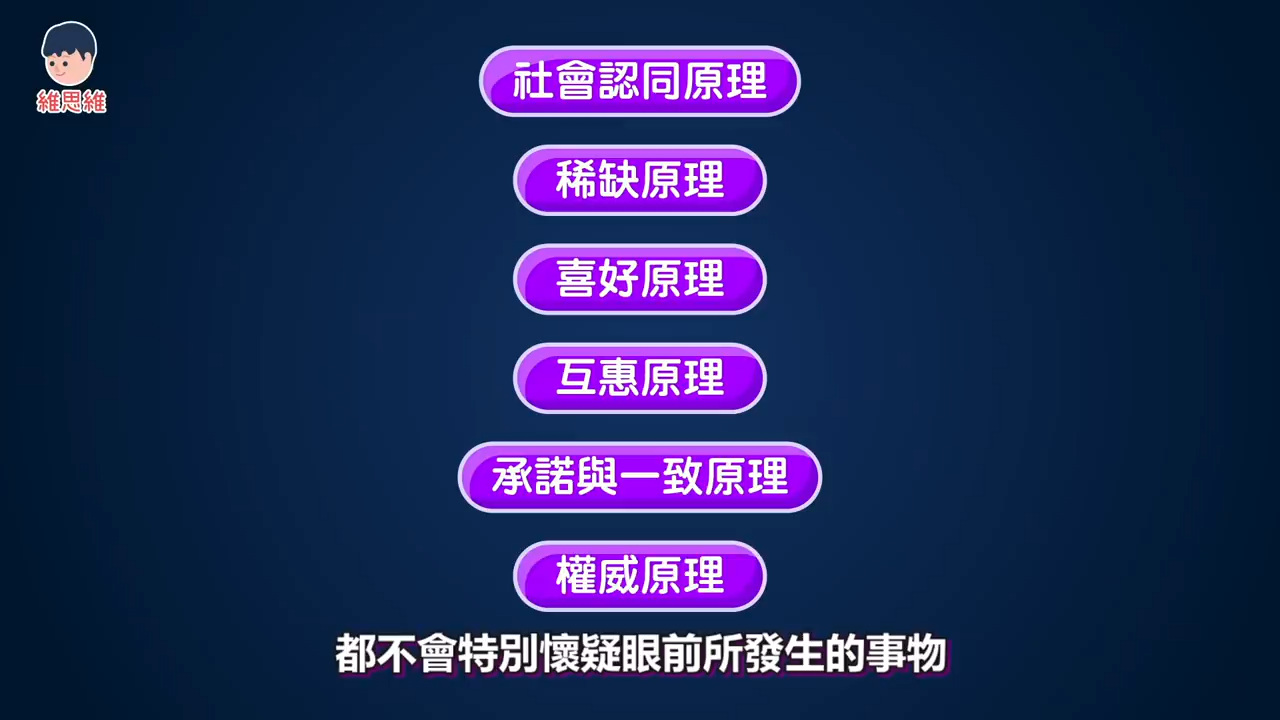 維思維
社會認同原理
稀缺原理
喜好原理
互惠原理
承諾與一致原理
權威原理
都不會特別懷疑眼前所發生的事物